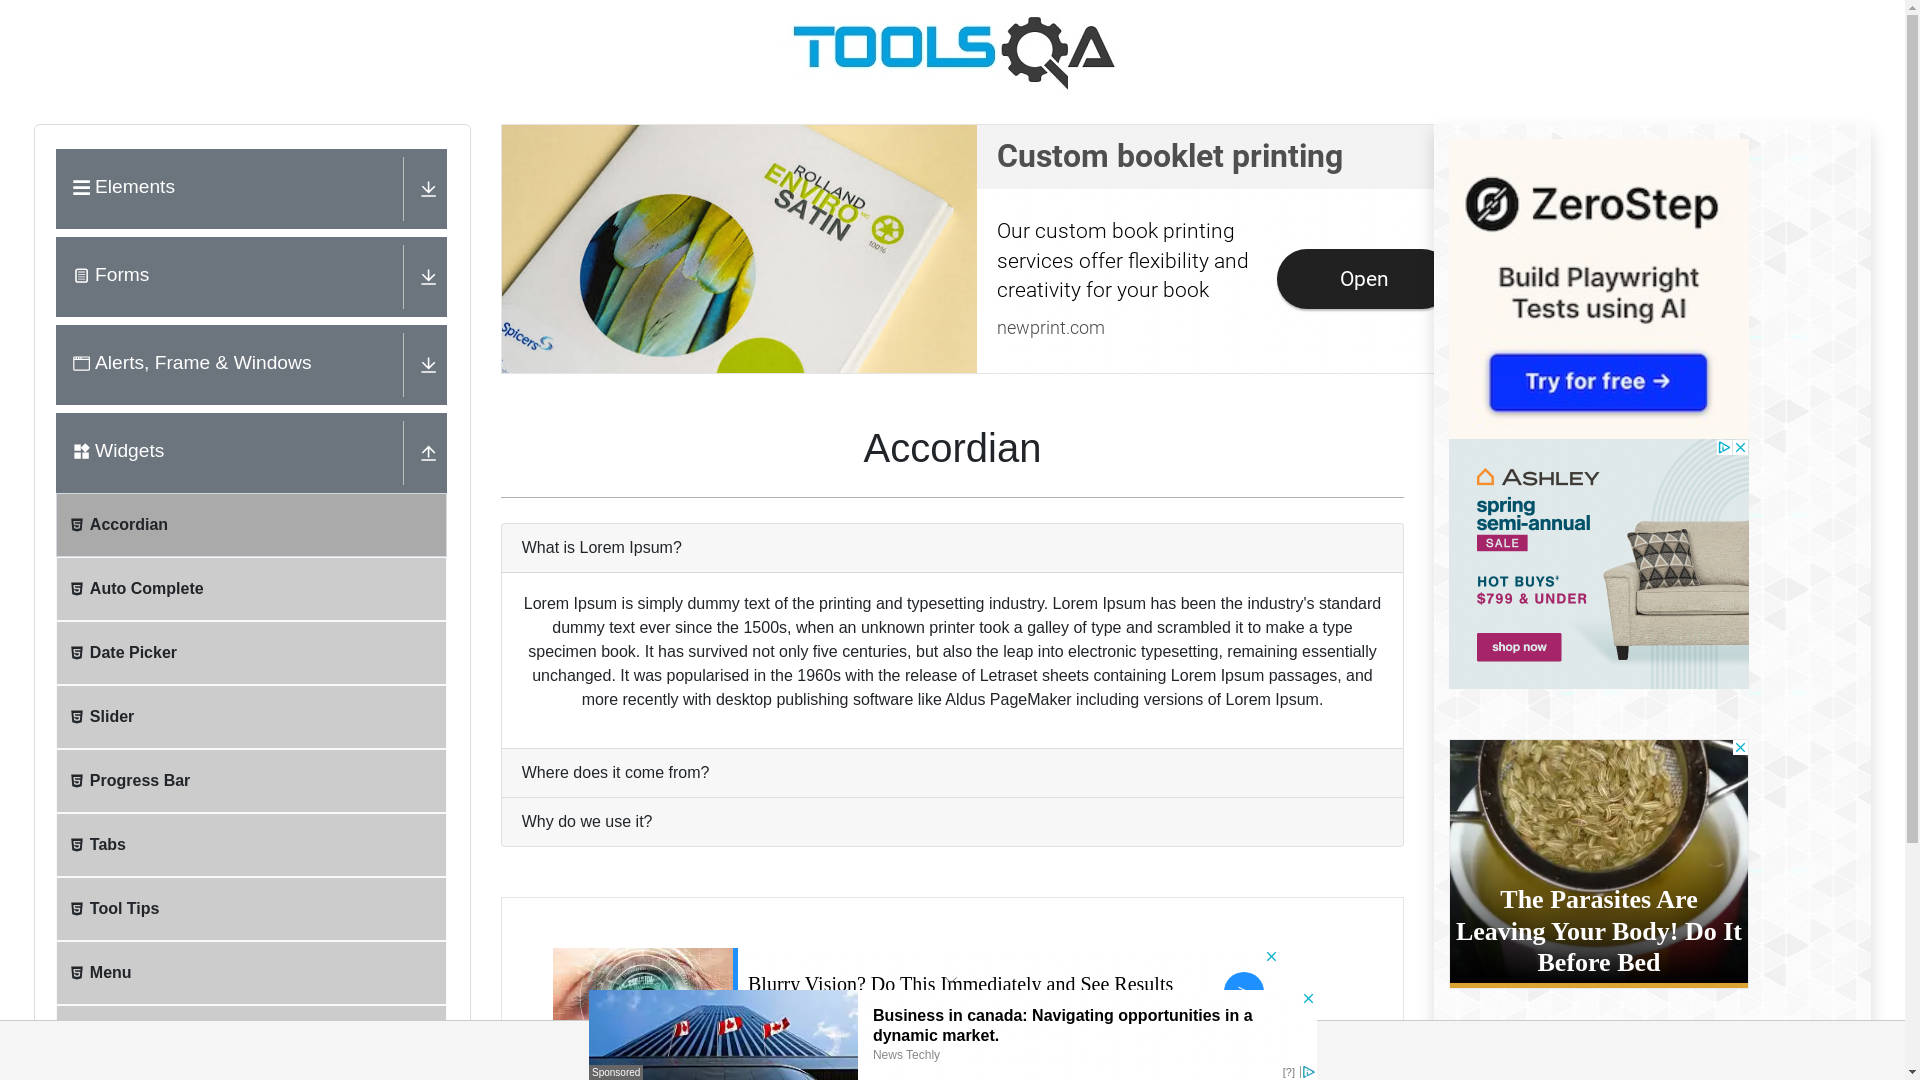 TOOLSQA
Elements
Forms
Alerts, Frame & Windows
Widgets
Accordian
Auto Complete
Date Picker
Slider
Progress Bar
Tabs
Tool Tips
Menu
ROLLAND
ENVIRO
SATIN
100%
Spicers
Custom booklet printing
Our custom book printing
services offer flexibility and
creativity for your book
newprint.com
Open
Accordian
What is Lorem Ipsum?
Lorem Ipsum is simply dummy text of the printing and typesetting industry. Lorem Ipsum has been the industry's standard
dummy text ever since the 1500s, when an unknown printer took a galley of type and scrambled it to make a type
specimen book. It has survived not only five centuries, but also the leap into electronic typesetting, remaining essentially
unchanged. It was popularised in the 1960s with the release of Letraset sheets containing Lorem Ipsum passages, and
more recently with desktop publishing software like Aldus PageMaker including versions of Lorem Ipsum.
Where does it come from?
Why do we use it?
Blurry Vision? Do This Immediately and See Results
Business in canada: Navigating opportunities in a
dynamic market.
News Techly
Sponsored
[?]
ZeroStep
Build Playwright
Tests using AI
Try for free →
ASHLEY
spring
semi-annual
SALE
HOT BUYS‡
$799 & UNDER
shop now
The Parasites Are
Leaving Your Body! Do It
Before Bed